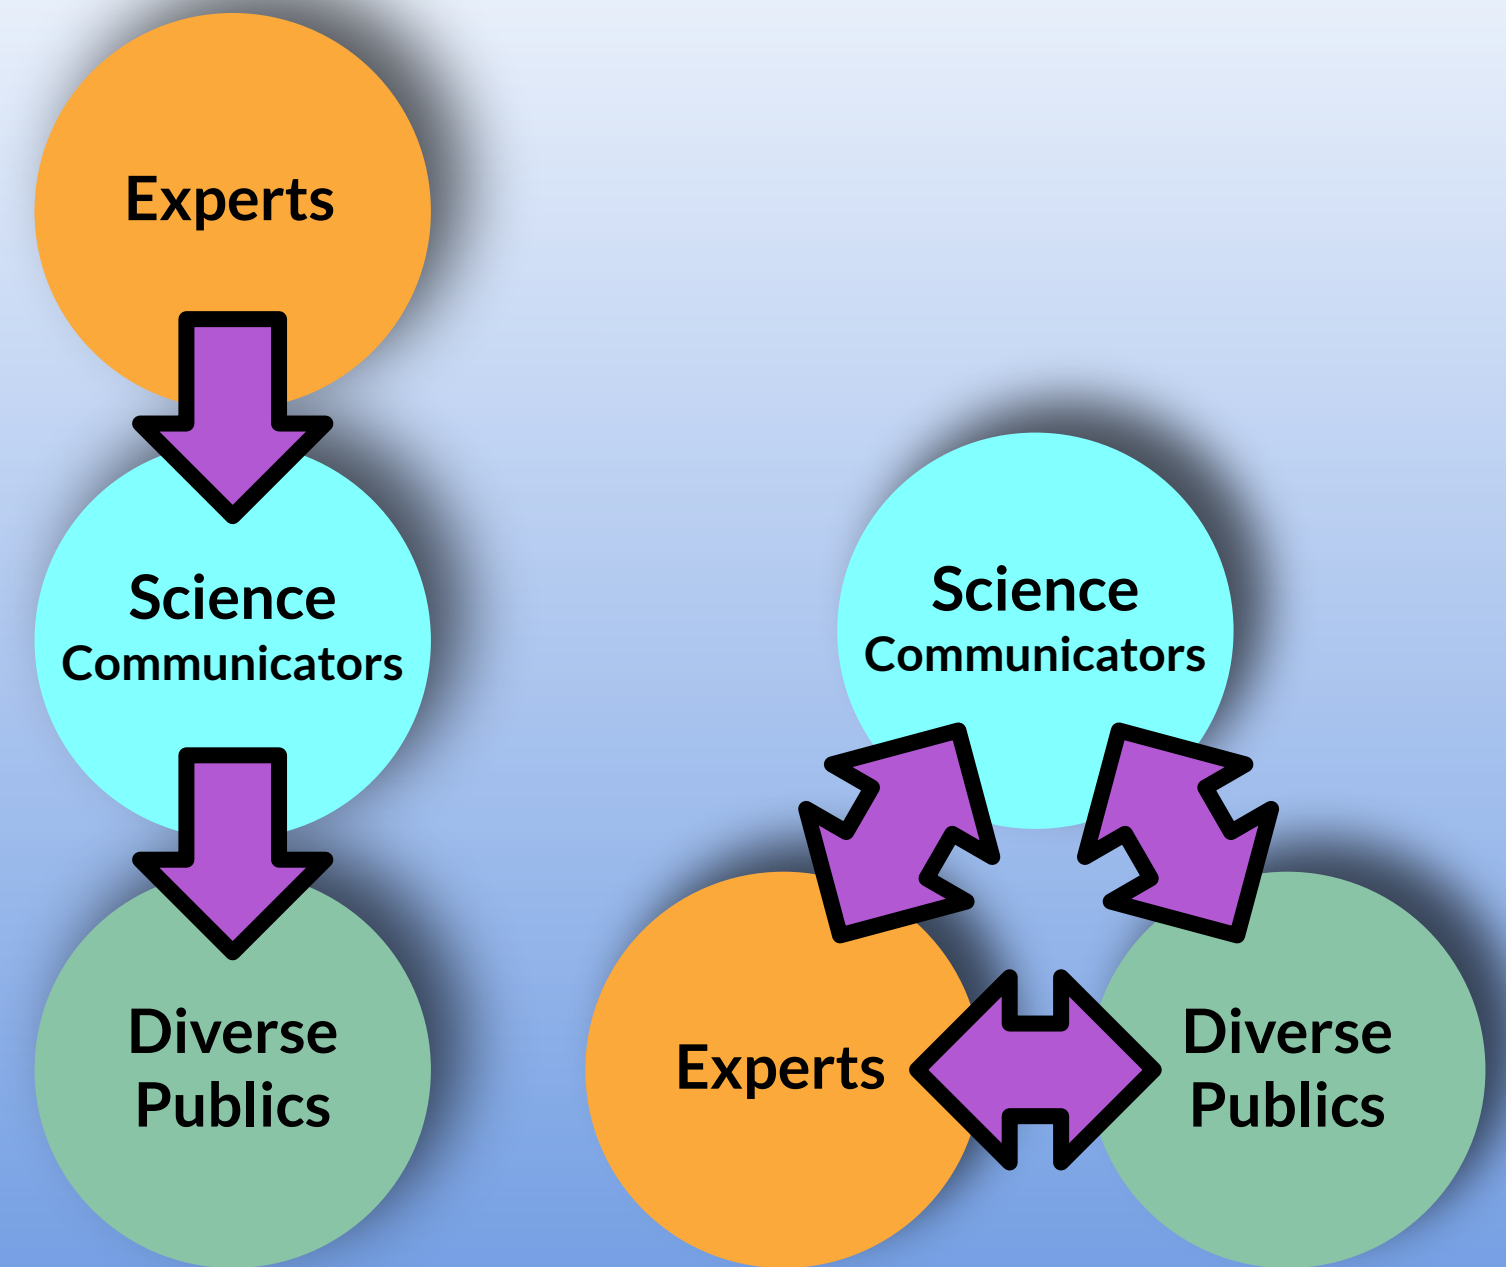 Experts
Science
Communicators
Diverse
Publics
Science
Communicators
Experts
Diverse
Publics